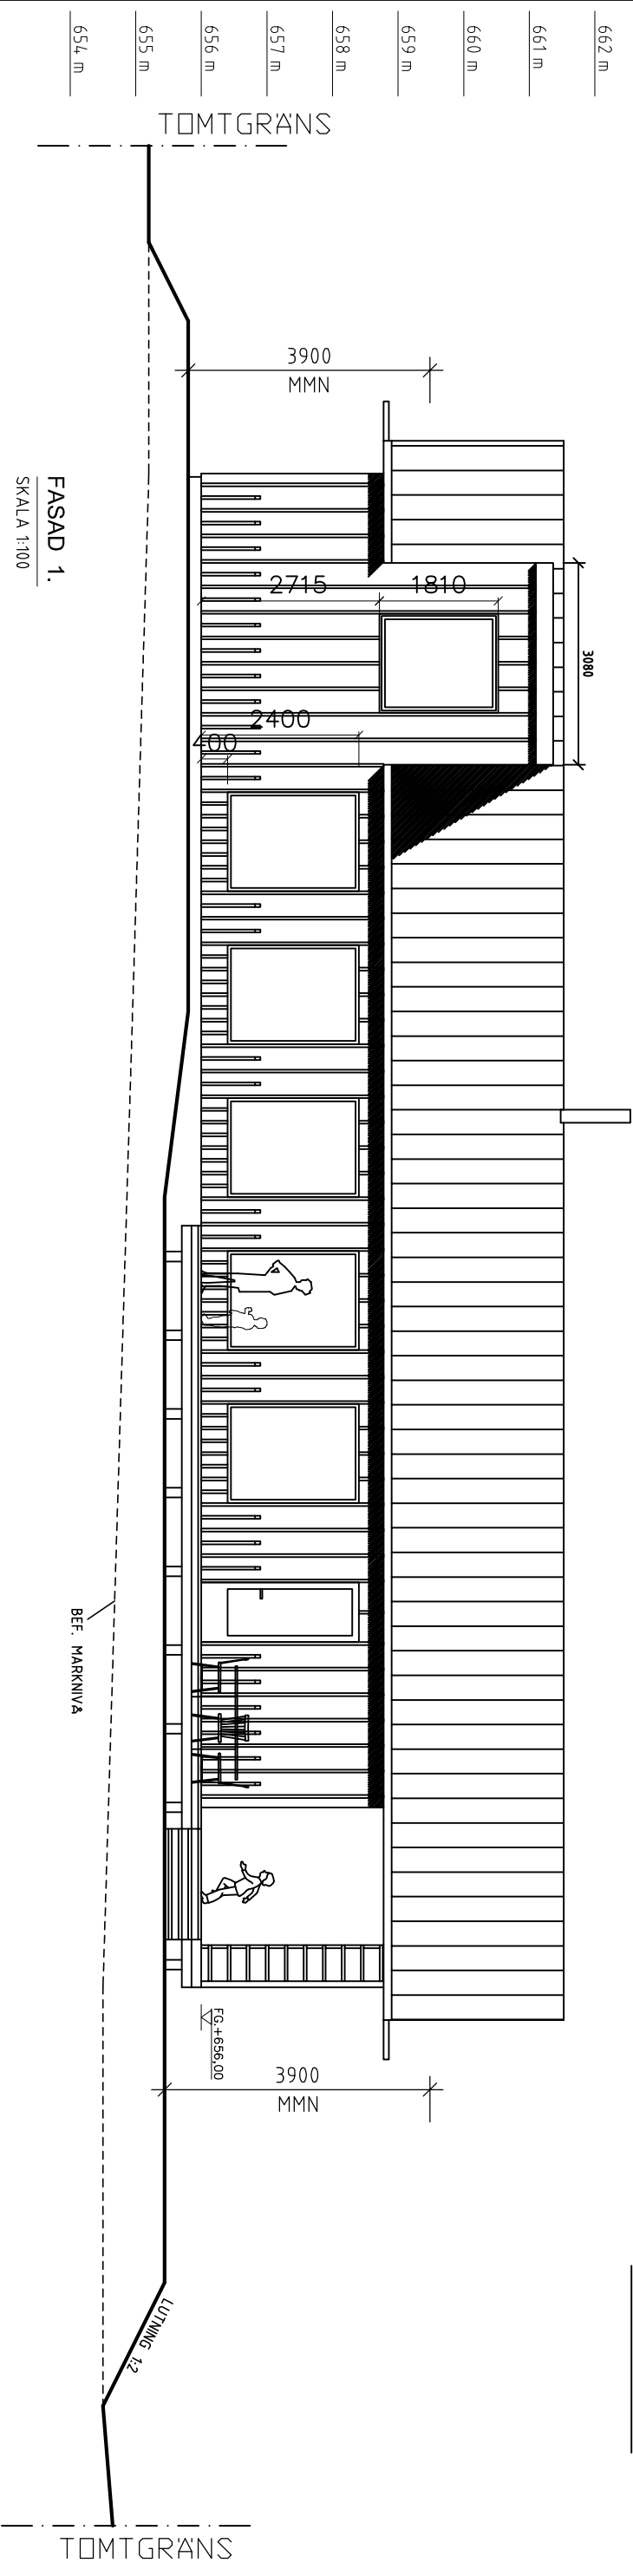 662 m
661 m
660 m
659 m
658 m
657 m
656 m
655 m
654 m
TOMTGRÄNS
3900
MMN
3080
2715
1810
2400
400
FASAD 1.
SKALA 1:100
BEF. MARKNIVÅ
FG.+656,00
3900
MMN
LUTNING 1:2
TOMTGRÄNS